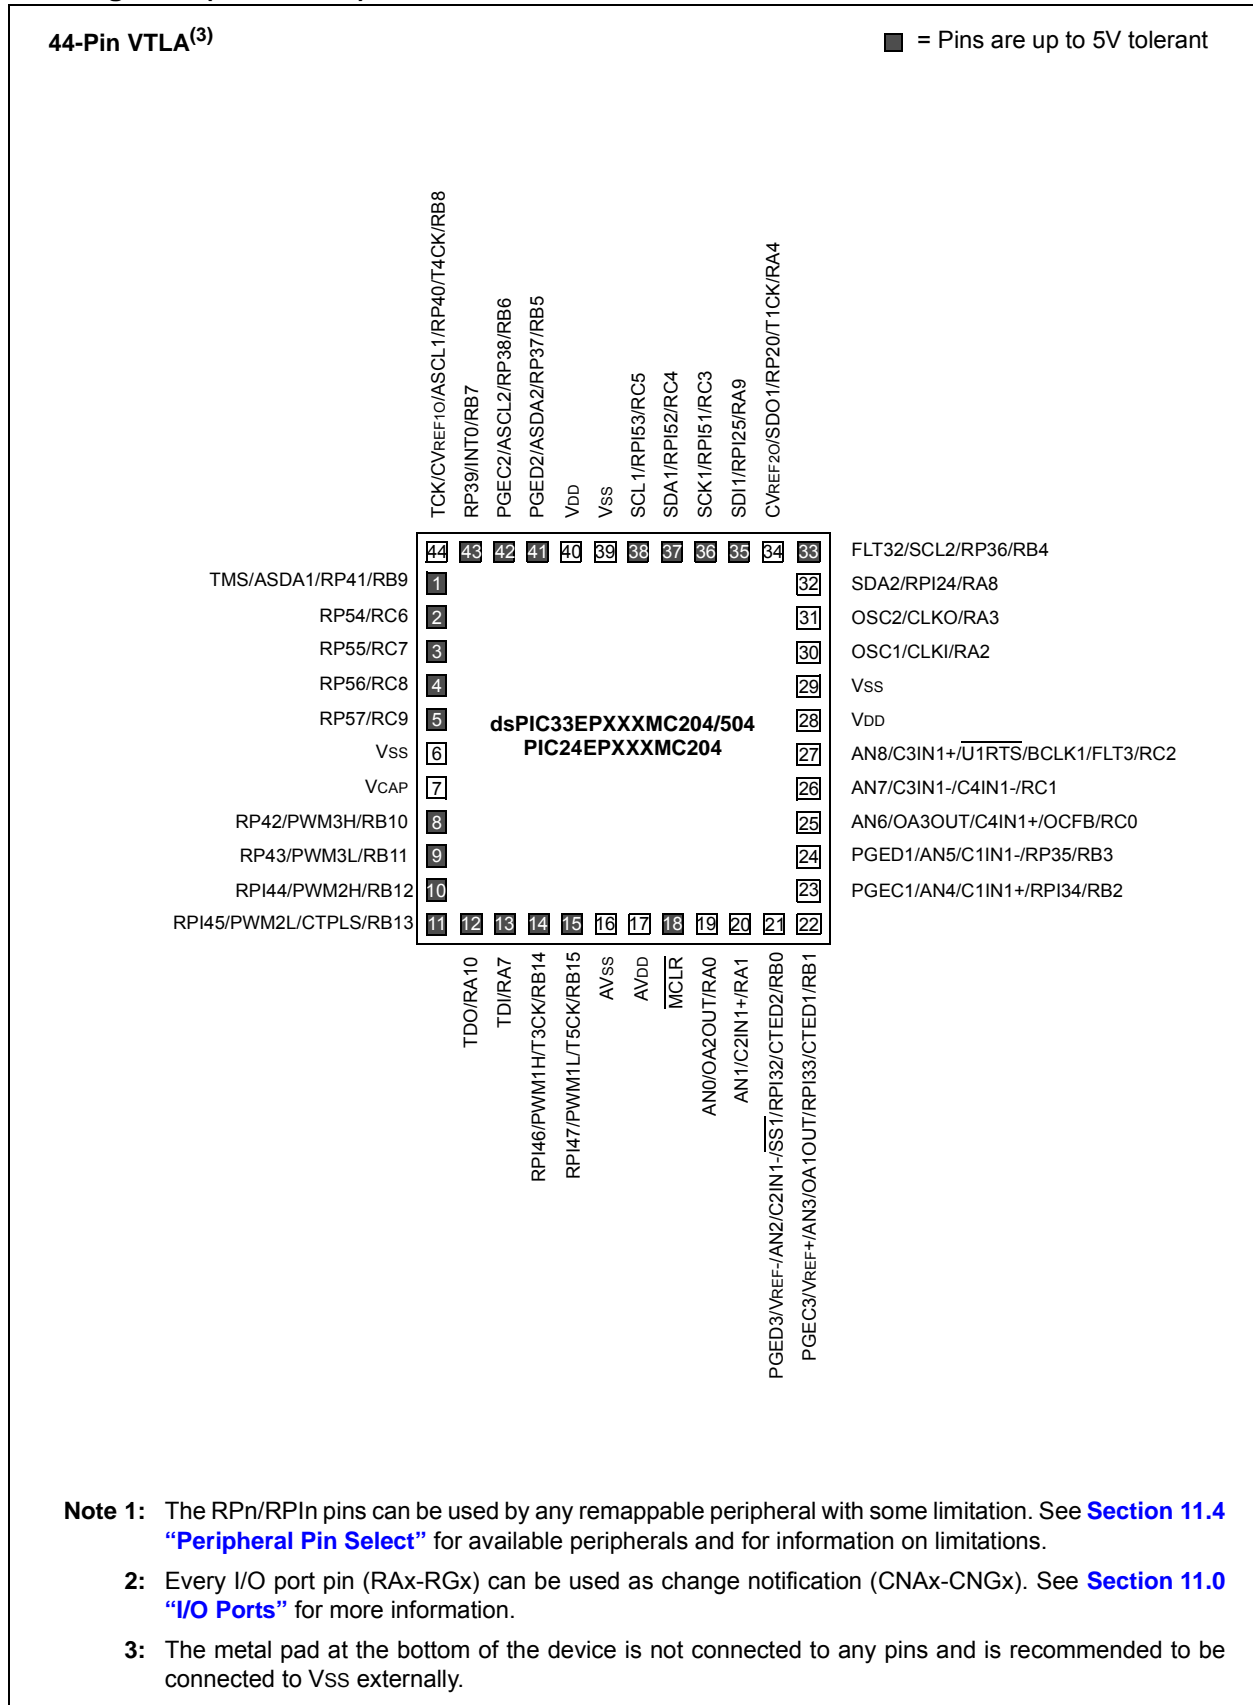 44-Pin VTLA(3)
= Pins are up to 5V tolerant
TCK/CVREF1O/ASCL1/RP40/T4CK/RB8
RP39/INT0/RB7
PGEC2/ASCL2/RP38/RB6
PGED2/ASDA2/RP37/RB5
VDD
VSS
SCL1/RPI53/RC5
SDA1/RPI52/RC4
SCK1/RPI51/RC3
SDI1/RPI25/RA9
CVREF2O/SDO1/RP20/T1CK/RA4
44 43 42 41 40 39 38 37 36 35 34 33 FLT32/SCL2/RP36/RB4
TMS/ASDA1/RP41/RB9 1 32 SDA2/RPI24/RA8
RP54/RC6 2 31 OSC2/CLKO/RA3
RP55/RC7 3 30 OSC1/CLKI/RA2
RP56/RC8 4 29 VSS
RP57/RC9 5 dsPIC33EPXXXMC204/504 28 VDD
VSS 6 PIC24EPXXXMC204 27 AN8/C3IN1+/U1RTS/BCLK1/FLT3/RC2
VCAP 7 26 AN7/C3IN1-/C4IN1-/RC1
RP42/PWM3H/RB10 8 25 AN6/OA3OUT/C4IN1+/OCFB/RC0
RP43/PWM3L/RB11 9 24 PGED1/AN5/C1IN1-/RP35/RB3
RPI44/PWM2H/RB12 10 23 PGEC1/AN4/C1IN1+/RPI34/RB2
RPI45/PWM2L/CTPLS/RB13 11 12 13 14 15 16 17 18 19 20 21 22
TDO/RA10
TDI/RA7
RPI46/PWM1H/T3CK/RB14
RPI47/PWM1L/T5CK/RB15
AVSS
AVDD
MCLR
AN0/OA2OUT/RA0
AN1/C2IN1+/RA1
PGED3/VREF-/AN2/C2IN1-/SS1/RPI32/CTED2/RB0
PGEC3/VREF+/AN3/OA1OUT/RPI33/CTED1/RB1
Note 1: The RPn/RPIn pins can be used by any remappable peripheral with some limitation. See Section 11.4
“Peripheral Pin Select” for available peripherals and for information on limitations.
2: Every I/O port pin (RAx-RGx) can be used as change notification (CNAx-CNGx). See Section 11.0
“I/O Ports” for more information.
3: The metal pad at the bottom of the device is not connected to any pins and is recommended to be
connected to VSS externally.